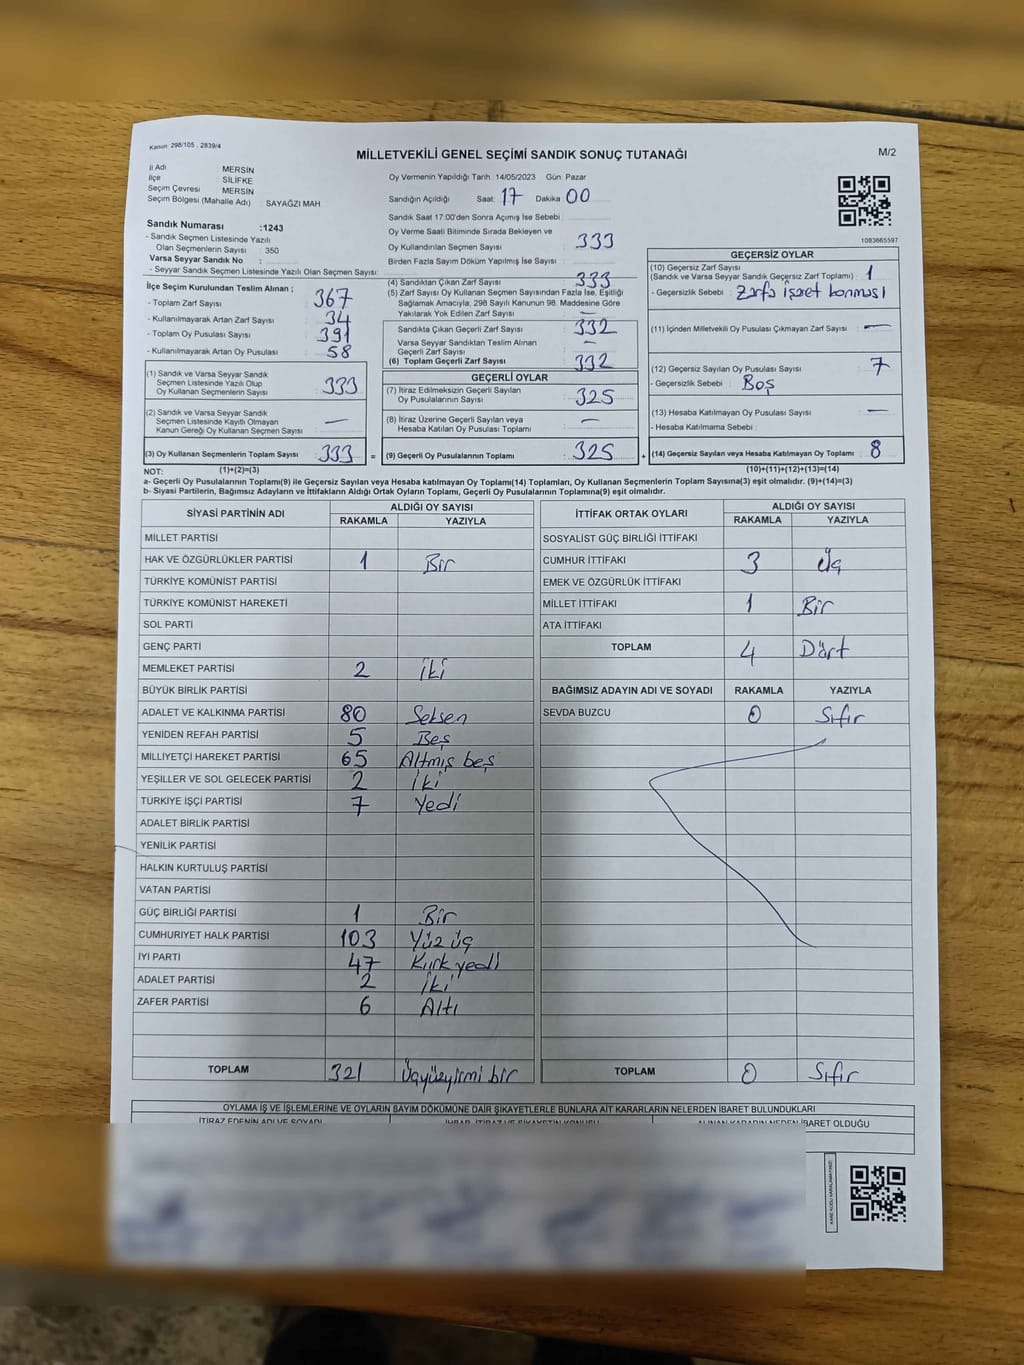 Kanun 298/105 , 2839/4
MİLLETVEKİLİ GENEL SEÇİMİ SANDIK SONUÇ TUTANAĞI
M/2
İl Adı MERSİN
İlçe SİLİFKE
Seçim Çevresi MERSİN
Seçim Bölgesi (Mahalle Adı) : SAYAĞZI MAH
Sandık Numarası :1243
- Sandık Seçmen Listesinde Yazılı
Olan Seçmenlerin Sayısı : 350
Varsa Seyyar Sandık No :
- Seyyar Sandık Seçmen Listesinde Yazılı Olan Seçmen Sayısı:
İlçe Seçim Kurulundan Teslim Alınan ;
- Toplam Zarf Sayısı : 367
- Kullanılmayarak Artan Zarf Sayısı : 34
- Toplam Oy Pusulası : 391
- Kullanılmayarak Artan Oy Pusulası : 58
(1) Sandık ve Varsa Seyyar Sandık
Seçmen Listesinde Yazılı Olup
Oy Kullanan Seçmenlerin Sayısı : 333
(2) Sandık ve Varsa Seyyar Sandık
Seçmen Listesinde Kayıtlı Olmayan
Kanun Gereği Oy Kullanan Seçmen Sayısı : —
(3) Oy Kullanan Seçmenlerin Toplam Sayısı : 333 =
Oy Vermenin Yapıldığı Tarih :14/05/2023 Gün: Pazar
Sandığın Açıldığı Saat: 17 Dakika 00
Sandık Saat 17:00'den Sonra Açılmış İse Sebebi :
Oy Verme Saati Bitiminde Sırada Bekleyen ve
Oy Kullandırılan Seçmen Sayısı : 333
Birden Fazla Sayım Döküm Yapılmış İse Sayısı :
(4) Sandıktan Çıkan Zarf Sayısı : 333
(5) Zarf Sayısı Oy Kullanan Seçmen Sayısından Fazla İse, Eşitliği
Sağlamak Amacıyla, 298 Sayılı Kanunun 98. Maddesine Göre
Yakılarak Yok Edilen Zarf Sayısı : —
Sandıkta Çıkan Geçerli Zarf Sayısı : 332
Varsa Seyyar Sandıktan Teslim Alınan
Geçerli Zarf Sayısı : —
(6) Toplam Geçerli Zarf Sayısı : 332
GEÇERLİ OYLAR
(7) İtiraz Edilmeksizin Geçerli Sayılan
Oy Pusulalarının Sayısı : 325
(8) İtiraz Üzerine Geçerli Sayılan veya
Hesaba Katılan Oy Pusulası Toplamı : —
(9) Geçerli Oy Pusulalarının Toplamı : 325 +
1083665597
GEÇERSİZ OYLAR
(10) Geçersiz Zarf Sayısı
(Sandık ve Varsa Seyyar Sandık Geçersiz Zarf Toplamı) : 1
- Geçersizlik Sebebi : Zarfa işaret konması
(11) İçinden Milletvekili Oy Pusulası Çıkmayan Zarf Sayısı : —
(12) Geçersiz Sayılan Oy Pusulası Sayısı : 7
- Geçersizlik Sebebi : Boş
(13) Hesaba Katılmayan Oy Pusulası Sayısı : —
- Hesaba Katılmama Sebebi :
(14) Geçersiz Sayılan veya Hesaba Katılmayan Oy Toplamı : 8
NOT: (1)+(2)=(3) (10)+(11)+(12)+(13)=(14)
a- Geçerli Oy Pusulaları Toplamı(9) ile Geçersiz Sayılan veya Hesaba katılmayan Oy Toplamı(14) Toplamları, Oy Kullanan Seçmenlerin Toplam Sayısına(3) eşit olmalıdır. (9)+(14)=(3)
b- Siyasi Partilerin, Bağımsız Adayların ve İttifakların Aldığı Ortak Oyların Toplamı, Geçerli Oy Pusulalarının Toplamına(9) eşit olmalıdır.
SİYASİ PARTİNİN ADI ALDIĞI OY SAYISI
RAKAMLA YAZIYLA
MİLLET PARTİSİ
HAK VE ÖZGÜRLÜKLER PARTİSİ 1 Bir
TÜRKİYE KOMÜNİST PARTİSİ
TÜRKİYE KOMÜNİST HAREKETİ
SOL PARTİ
GENÇ PARTİ
MEMLEKET PARTİSİ 2 İki
BÜYÜK BİRLİK PARTİSİ
ADALET VE KALKINMA PARTİSİ 80 Seksen
YENİDEN REFAH PARTİSİ 5 Beş
MİLLİYETÇİ HAREKET PARTİSİ 65 Altmış beş
YEŞİLLER VE SOL GELECEK PARTİSİ 2 İki
TÜRKİYE İŞÇİ PARTİSİ 7 Yedi
ADALET BİRLİK PARTİSİ
YENİLİK PARTİSİ
HALKIN KURTULUŞ PARTİSİ
VATAN PARTİSİ
GÜÇ BİRLİĞİ PARTİSİ 1 Bir
CUMHURİYET HALK PARTİSİ 103 Yüz üç
İYİ PARTİ 47 Kırk yedi
ADALET PARTİSİ 2 İki
ZAFER PARTİSİ 6 Altı
TOPLAM 321 Üçyüzyirmi bir
İTTİFAK ORTAK OYLARI ALDIĞI OY SAYISI
RAKAMLA YAZIYLA
SOSYALİST GÜÇ BİRLİĞİ İTTİFAKI
CUMHUR İTTİFAKI 3 Üç
EMEK VE ÖZGÜRLÜK İTTİFAKI
MİLLET İTTİFAKI 1 Bir
ATA İTTİFAKI
TOPLAM 4 Dört
BAĞIMSIZ ADAYIN ADI VE SOYADI RAKAMLA YAZIYLA
SEVDA BUZCU 0 Sıfır
TOPLAM 0 Sıfır
OYLAMA İŞ VE İŞLEMLERİNE VE OYLARIN SAYIM DÖKÜMÜNE DAİR ŞİKAYETLERLE BUNLARA AİT KARARLARIN NELERDEN İBARET BULUNDUKLARI
İTİRAZ EDENİN ADI VE SOYADI İHBAR, İTİRAZ VE ŞİKAYETİN KONUSU ALINAN KARARIN NEDEN İBARET OLDUĞU